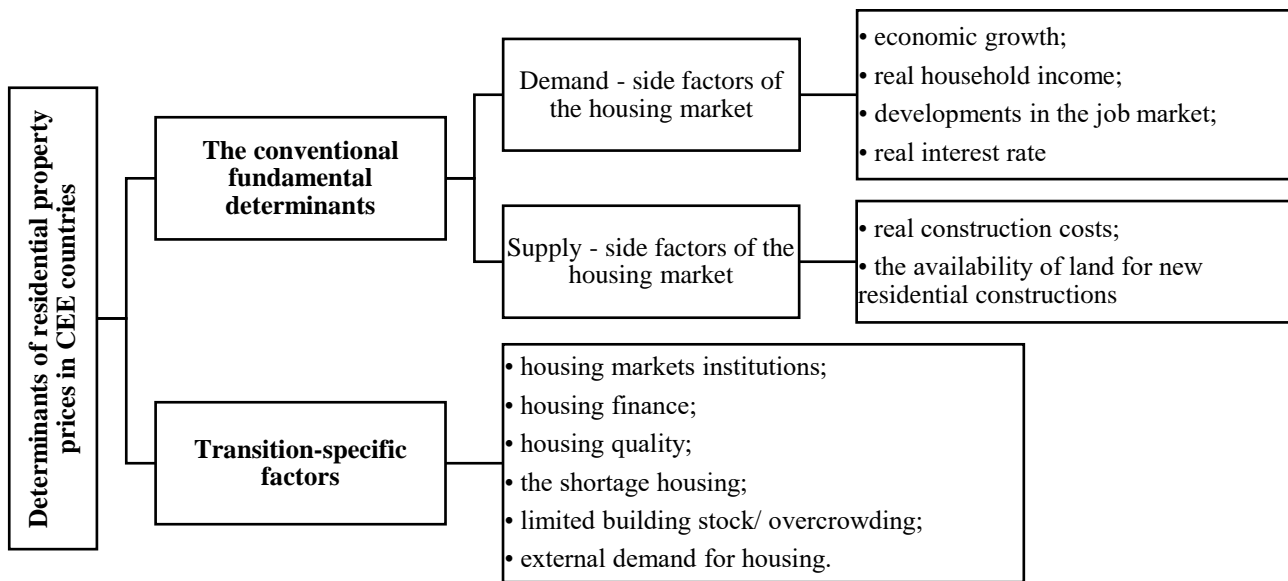 Determinants of residential property
prices in CEE countries
The conventional
fundamental
determinants
Demand - side factors of
the housing market
• economic growth;
• real household income;
• developments in the job market;
• real interest rate
Supply - side factors of the
housing market
• real construction costs;
• the availability of land for new
residential constructions
Transition-specific
factors
• housing markets institutions;
• housing finance;
• housing quality;
• the shortage housing;
• limited building stock/ overcrowding;
• external demand for housing.